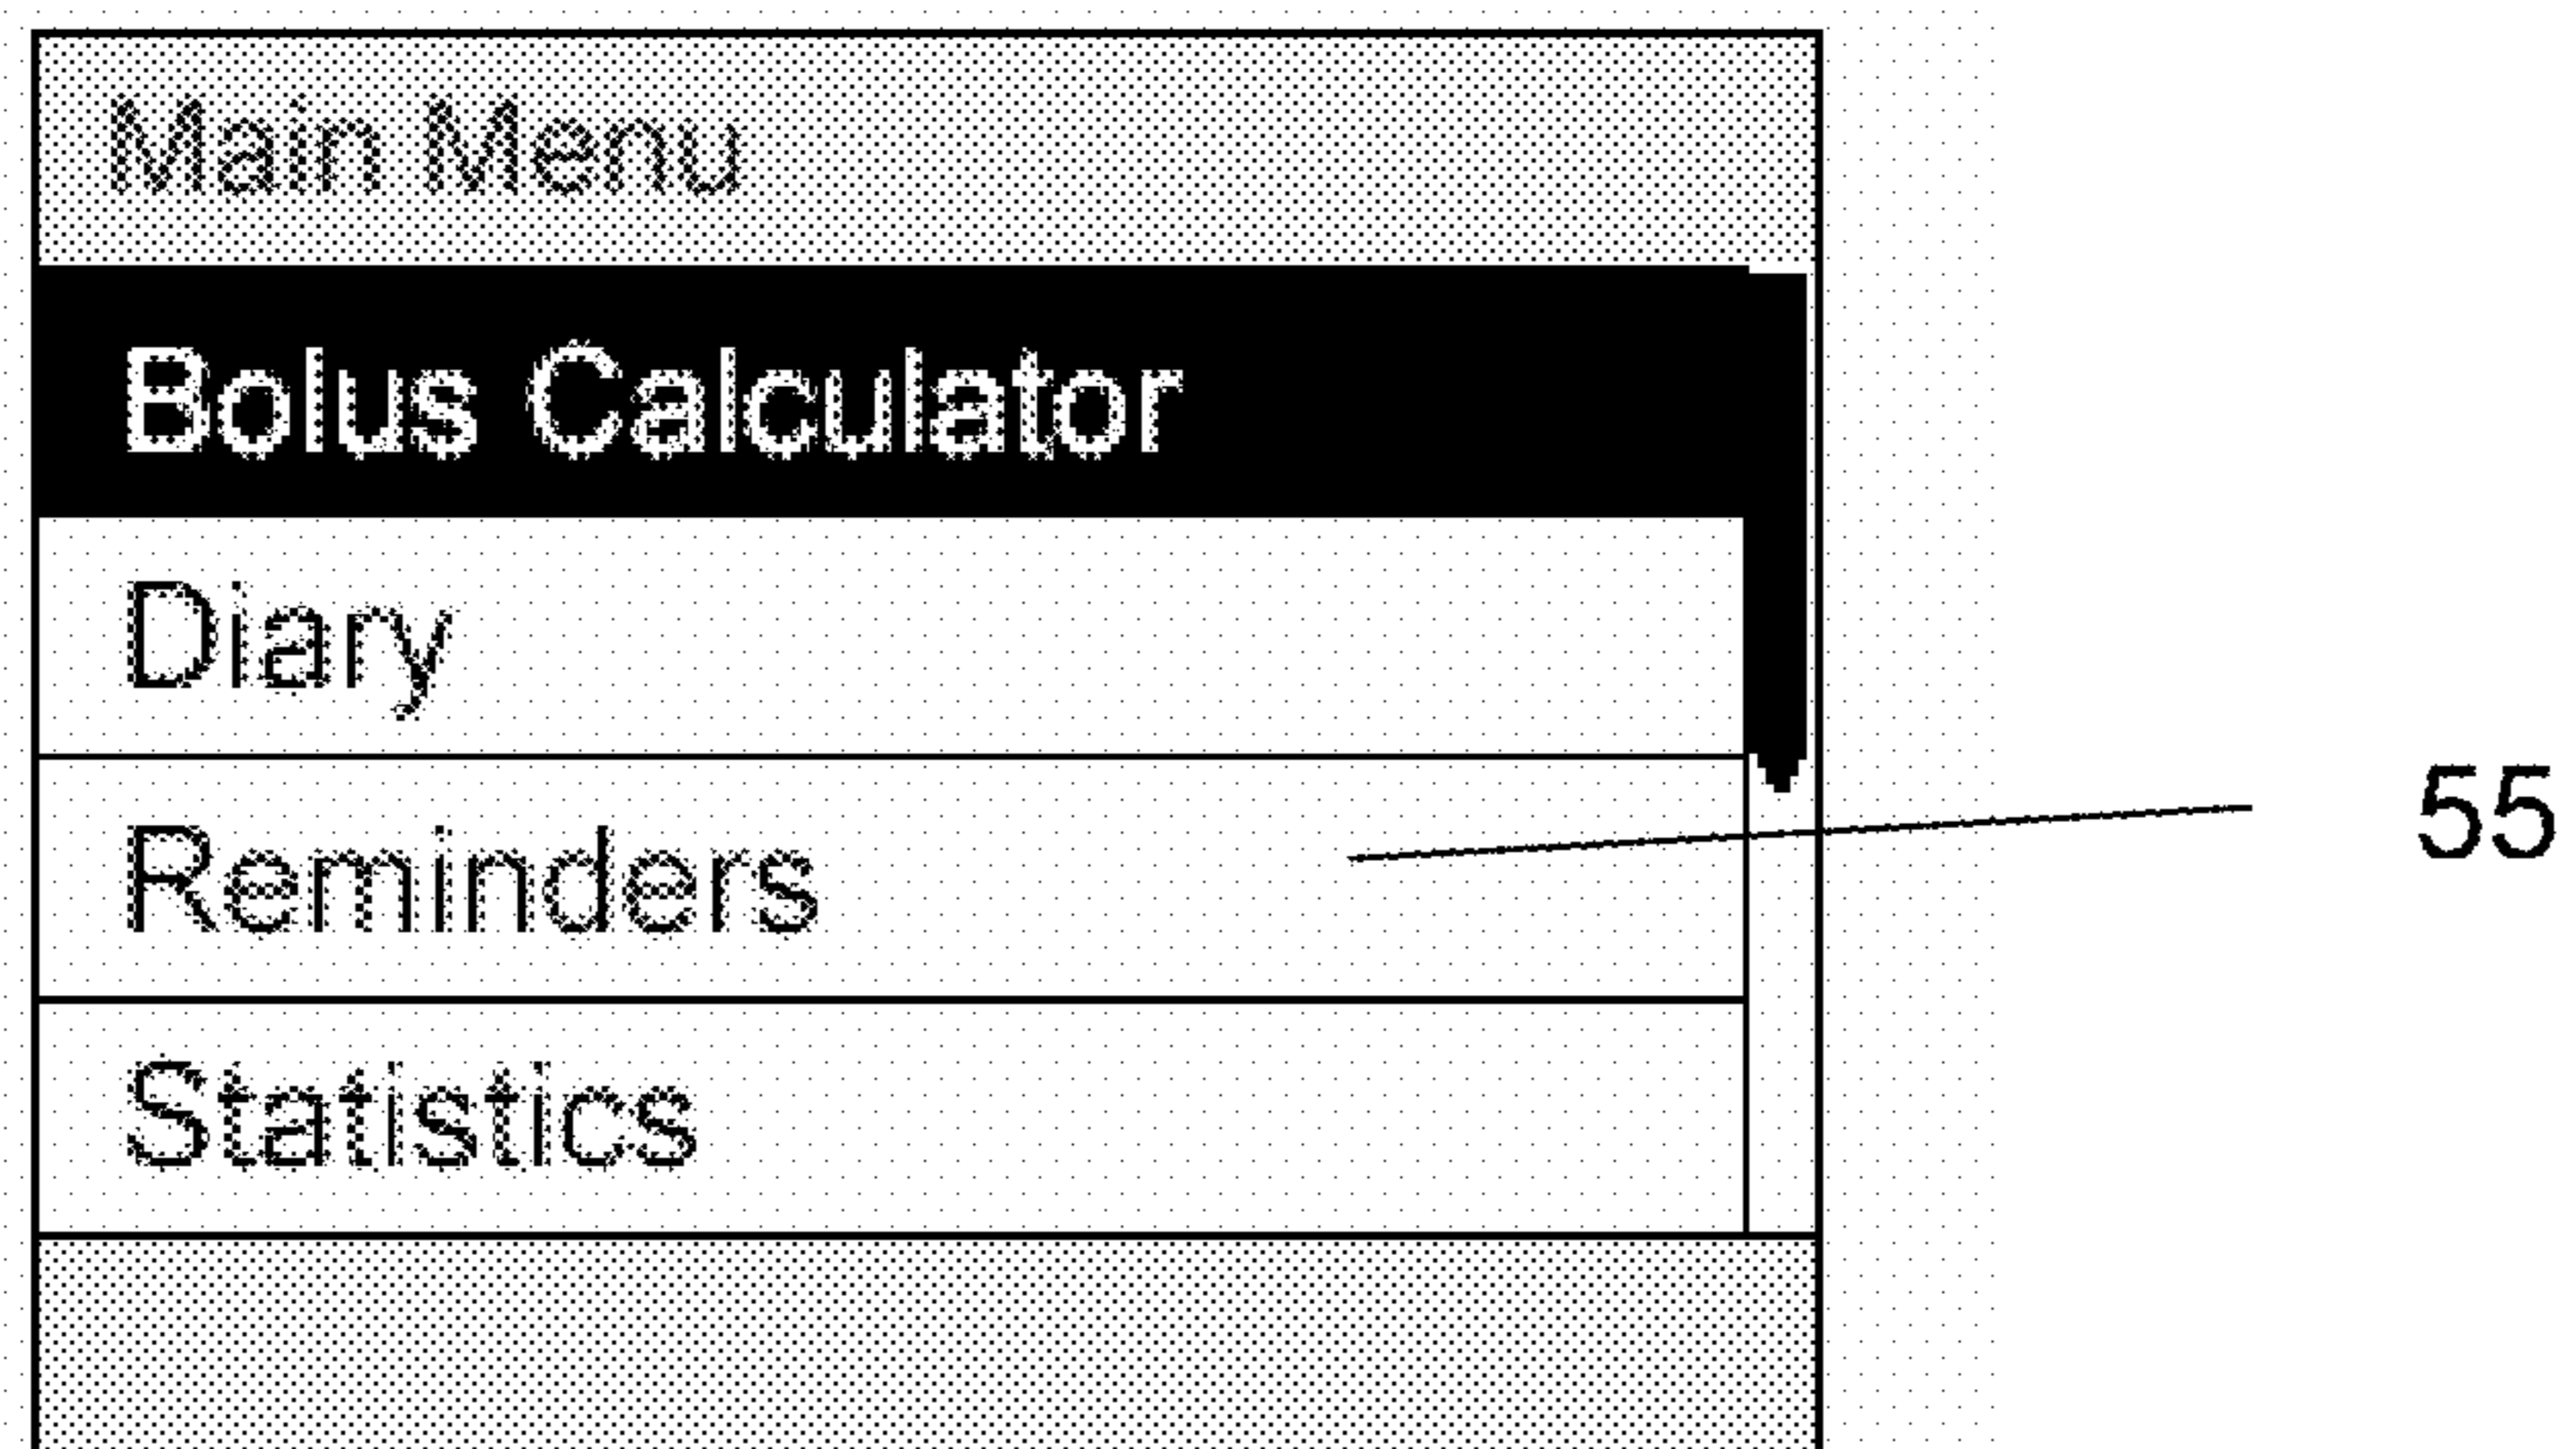 Main Menu
Bolus Calculator
Diary
Reminders
55
Statistics